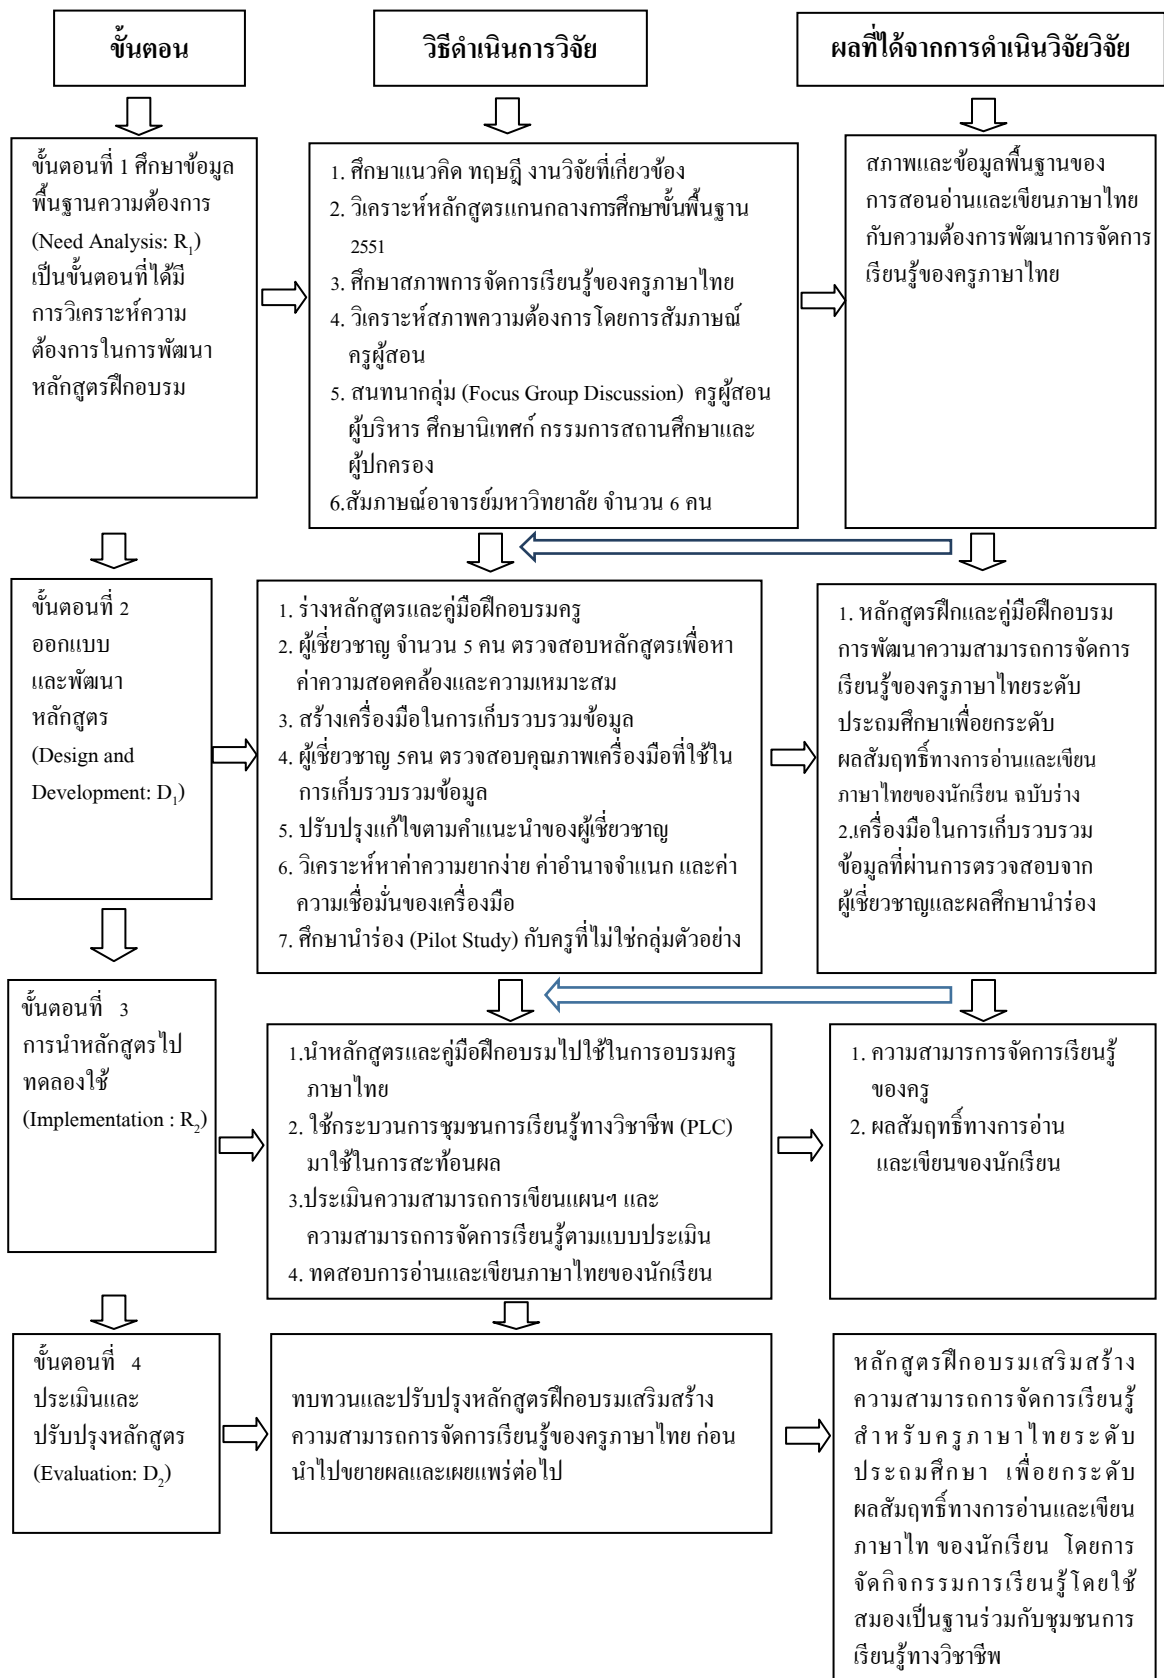 ขั้นตอน
วิธีดำเนินการวิจัย
ผลที่ได้จากการดำเนินวิจัยวิจัย
ขั้นตอนที่ 1 ศึกษาข้อมูล
พื้นฐานความต้องการ
(Need Analysis: R1)
เป็นขั้นตอนที่ได้มี
การวิเคราะห์ความ
ต้องการในการพัฒนา
หลักสูตรฝึกอบรม
1. ศึกษาแนวคิด ทฤษฎี งานวิจัยที่เกี่ยวข้อง
2. วิเคราะห์หลักสูตรแกนกลางการศึกษาขั้นพื้นฐาน
2551
3. ศึกษาสภาพการจัดการเรียนรู้ของครูภาษาไทย
4. วิเคราะห์สภาพความต้องการโดยการสัมภาษณ์
ครูผู้สอน
5. สนทนากลุ่ม (Focus Group Discussion) ครูผู้สอน
ผู้บริหาร ศึกษานิเทศก์ กรรมการสถานศึกษาและ
ผู้ปกครอง
6.สัมภาษณ์อาจารย์มหาวิทยาลัย จำนวน 6 คน
สภาพและข้อมูลพื้นฐานของ
การสอนอ่านและเขียนภาษาไทย
กับความต้องการพัฒนาการจัดการ
เรียนรู้ของครูภาษาไทย
ขั้นตอนที่ 2
ออกแบบ
และพัฒนา
หลักสูตร
(Design and
Development: D1)
1. ร่างหลักสูตรและคู่มือฝึกอบรมครู
2. ผู้เชี่ยวชาญ จำนวน 5 คน ตรวจสอบหลักสูตรเพื่อหา
ค่าความสอดคล้องและความเหมาะสม
3. สร้างเครื่องมือในการเก็บรวบรวมข้อมูล
4. ผู้เชี่ยวชาญ 5คน ตรวจสอบคุณภาพเครื่องมือที่ใช้ใน
การเก็บรวบรวมข้อมูล
5. ปรับปรุงแก้ไขตามคำแนะนำของผู้เชี่ยวชาญ
6. วิเคราะห์หาค่าความยากง่าย ค่าอำนาจจำแนก และค่า
ความเชื่อมั่นของเครื่องมือ
7. ศึกษานำร่อง (Pilot Study) กับครูที่ไม่ใช่กลุ่มตัวอย่าง
1. หลักสูตรฝึกและคู่มือฝึกอบรม
การพัฒนาความสามารถการจัดการ
เรียนรู้ของครูภาษาไทยระดับ
ประถมศึกษาเพื่อยกระดับ
ผลสัมฤทธิ์ทางการอ่านและเขียน
ภาษาไทยของนักเรียน ฉบับร่าง
2.เครื่องมือในการเก็บรวบรวม
ข้อมูลที่ผ่านการตรวจสอบจาก
ผู้เชี่ยวชาญและผลศึกษานำร่อง
ขั้นตอนที่ 3
การนำหลักสูตรไป
ทดลองใช้
(Implementation : R2)
1.นำหลักสูตรและคู่มือฝึกอบรมไปใช้ในการอบรมครู
ภาษาไทย
2. ใช้กระบวนการชุมชนการเรียนรู้ทางวิชาชีพ (PLC)
มาใช้ในการสะท้อนผล
3.ประเมินความสามารถการเขียนแผนฯ และ
ความสามารถการจัดการเรียนรู้ตามแบบประเมิน
4. ทดสอบการอ่านและเขียนภาษาไทยของนักเรียน
1. ความสามารการจัดการเรียนรู้
ของครู
2. ผลสัมฤทธิ์ทางการอ่าน
และเขียนของนักเรียน
ขั้นตอนที่ 4
ประเมินและ
ปรับปรุงหลักสูตร
(Evaluation: D2)
ทบทวนและปรับปรุงหลักสูตรฝึกอบรมเสริมสร้าง
ความสามารถการจัดการเรียนรู้ของครูภาษาไทย ก่อน
นำไปขยายผลและเผยแพร่ต่อไป
หลักสูตรฝึกอบรมเสริมสร้าง
ความสามารถการจัดการเรียนรู้
สำหรับครูภาษาไทยระดับ
ประถมศึกษา เพื่อยกระดับ
ผลสัมฤทธิ์ทางการอ่านและเขียน
ภาษาไท ของนักเรียน โดยการ
จัดกิจกรรมการเรียนรู้โดยใช้
สมองเป็นฐานร่วมกับชุมชนการ
เรียนรู้ทางวิชาชีพ